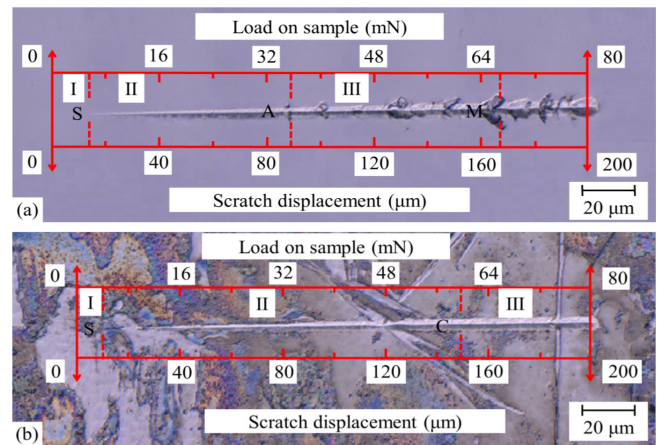 Load on sample (mN)
0 16 32 48 64 80
I II III
S A M
0 40 80 120 160 200
Scratch displacement (μm)
20 μm
(a)
Load on sample (mN)
0 16 32 48 64 80
I II III
S C
0 40 80 120 160 200
Scratch displacement (μm)
20 μm
(b)